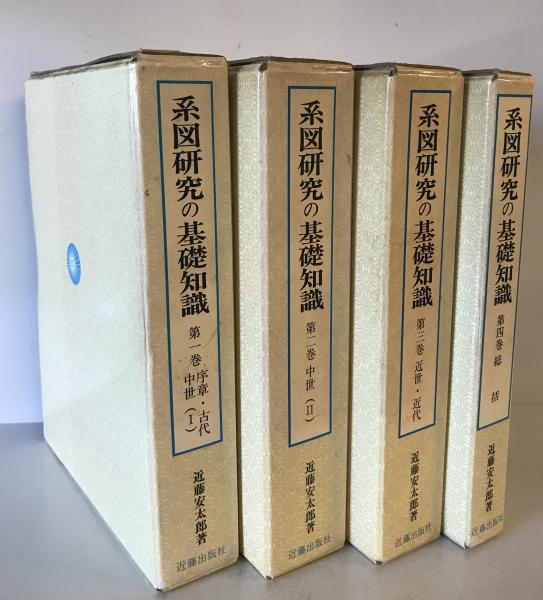 系図研究の基礎知識
第一巻 序章・古代
中世(I)
近藤安太郎著
近藤出版社
系図研究の基礎知識
第二巻 中世(II)
近藤安太郎著
近藤出版社
系図研究の基礎知識
第三巻 近世・近代
近藤安太郎著
近藤出版社
系図研究の基礎知識
第四巻 総括
近藤安太郎著
近藤出版社